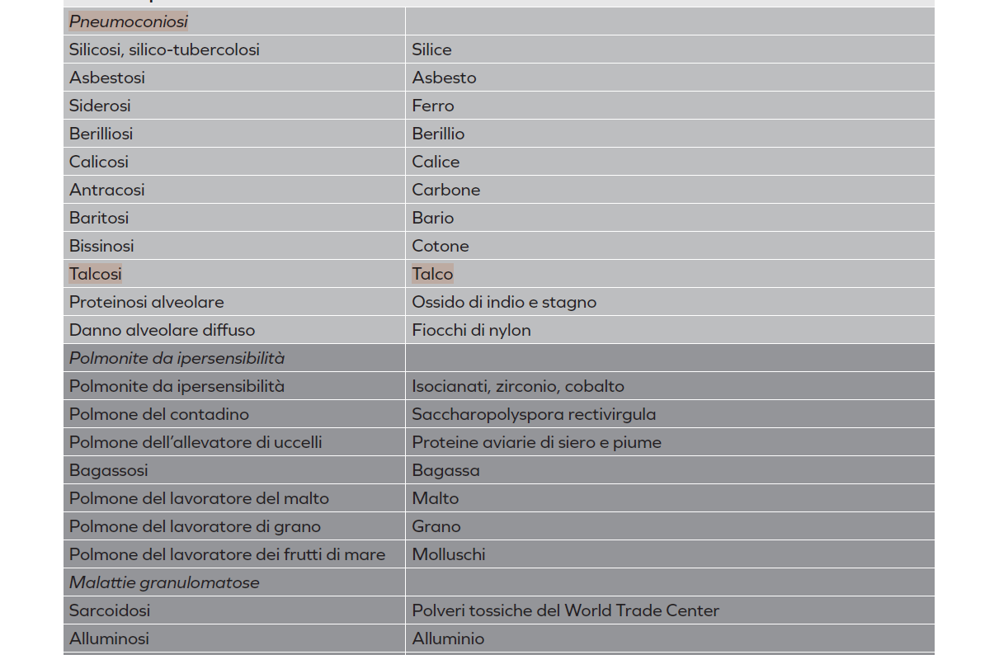 Pneumoconiosi
Silicosi, silico-tubercolosi Silice
Asbestosi Asbesto
Siderosi Ferro
Berilliosi Berillio
Calicosi Calice
Antracosi Carbone
Baritosi Bario
Bissinosi Cotone
Talcosi Talco
Proteinosi alveolare Ossido di indio e stagno
Danno alveolare diffuso Fiocchi di nylon
Polmonite da ipersensibilità
Polmonite da ipersensibilità Isocianati, zirconio, cobalto
Polmone del contadino Saccharopolyspora rectivirgula
Polmone dell’allevatore di uccelli Proteine aviarie di siero e piume
Bagassosi Bagassa
Polmone del lavoratore del malto Malto
Polmone del lavoratore di grano Grano
Polmone del lavoratore dei frutti di mare Molluschi
Malattie granulomatose
Sarcoidosi Polveri tossiche del World Trade Center
Alluminosi Alluminio